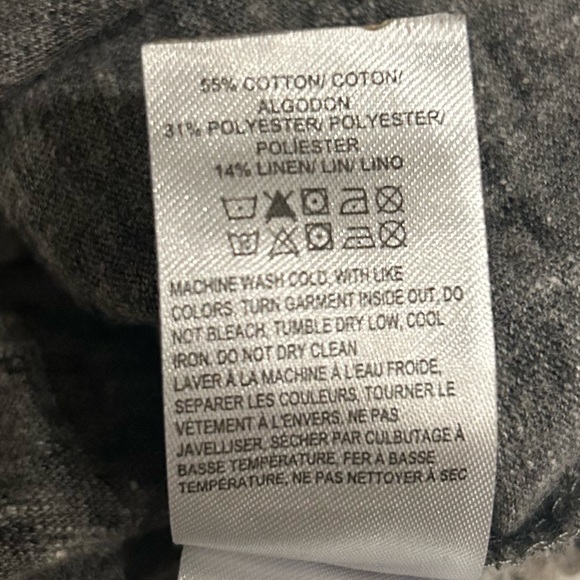 55% COTTON/ COTON/
ALGODON
31% POLYESTER/ POLYESTER/
POLIESTER
14% LINEN/ LIN/ LINO
MACHINE WASH COLD, WITH LIKE
COLORS, TURN GARMENT INSIDE OUT, DO
NOT BLEACH, TUMBLE DRY LOW, COOL
IRON. DO NOT DRY CLEAN
LAVER À LA MACHINE À L'EAU FROIDE,
SEPARER LES COULEURS, TOURNER LE
VÊTEMENT À L'ENVERS, NE PAS
JAVELLISER, SÉCHER PAR CULBUTAGE À
BASSE TEMPÉRATURE, FER À BASSE
TEMPÉRATURE, NE PAS NETTOYER À SEC